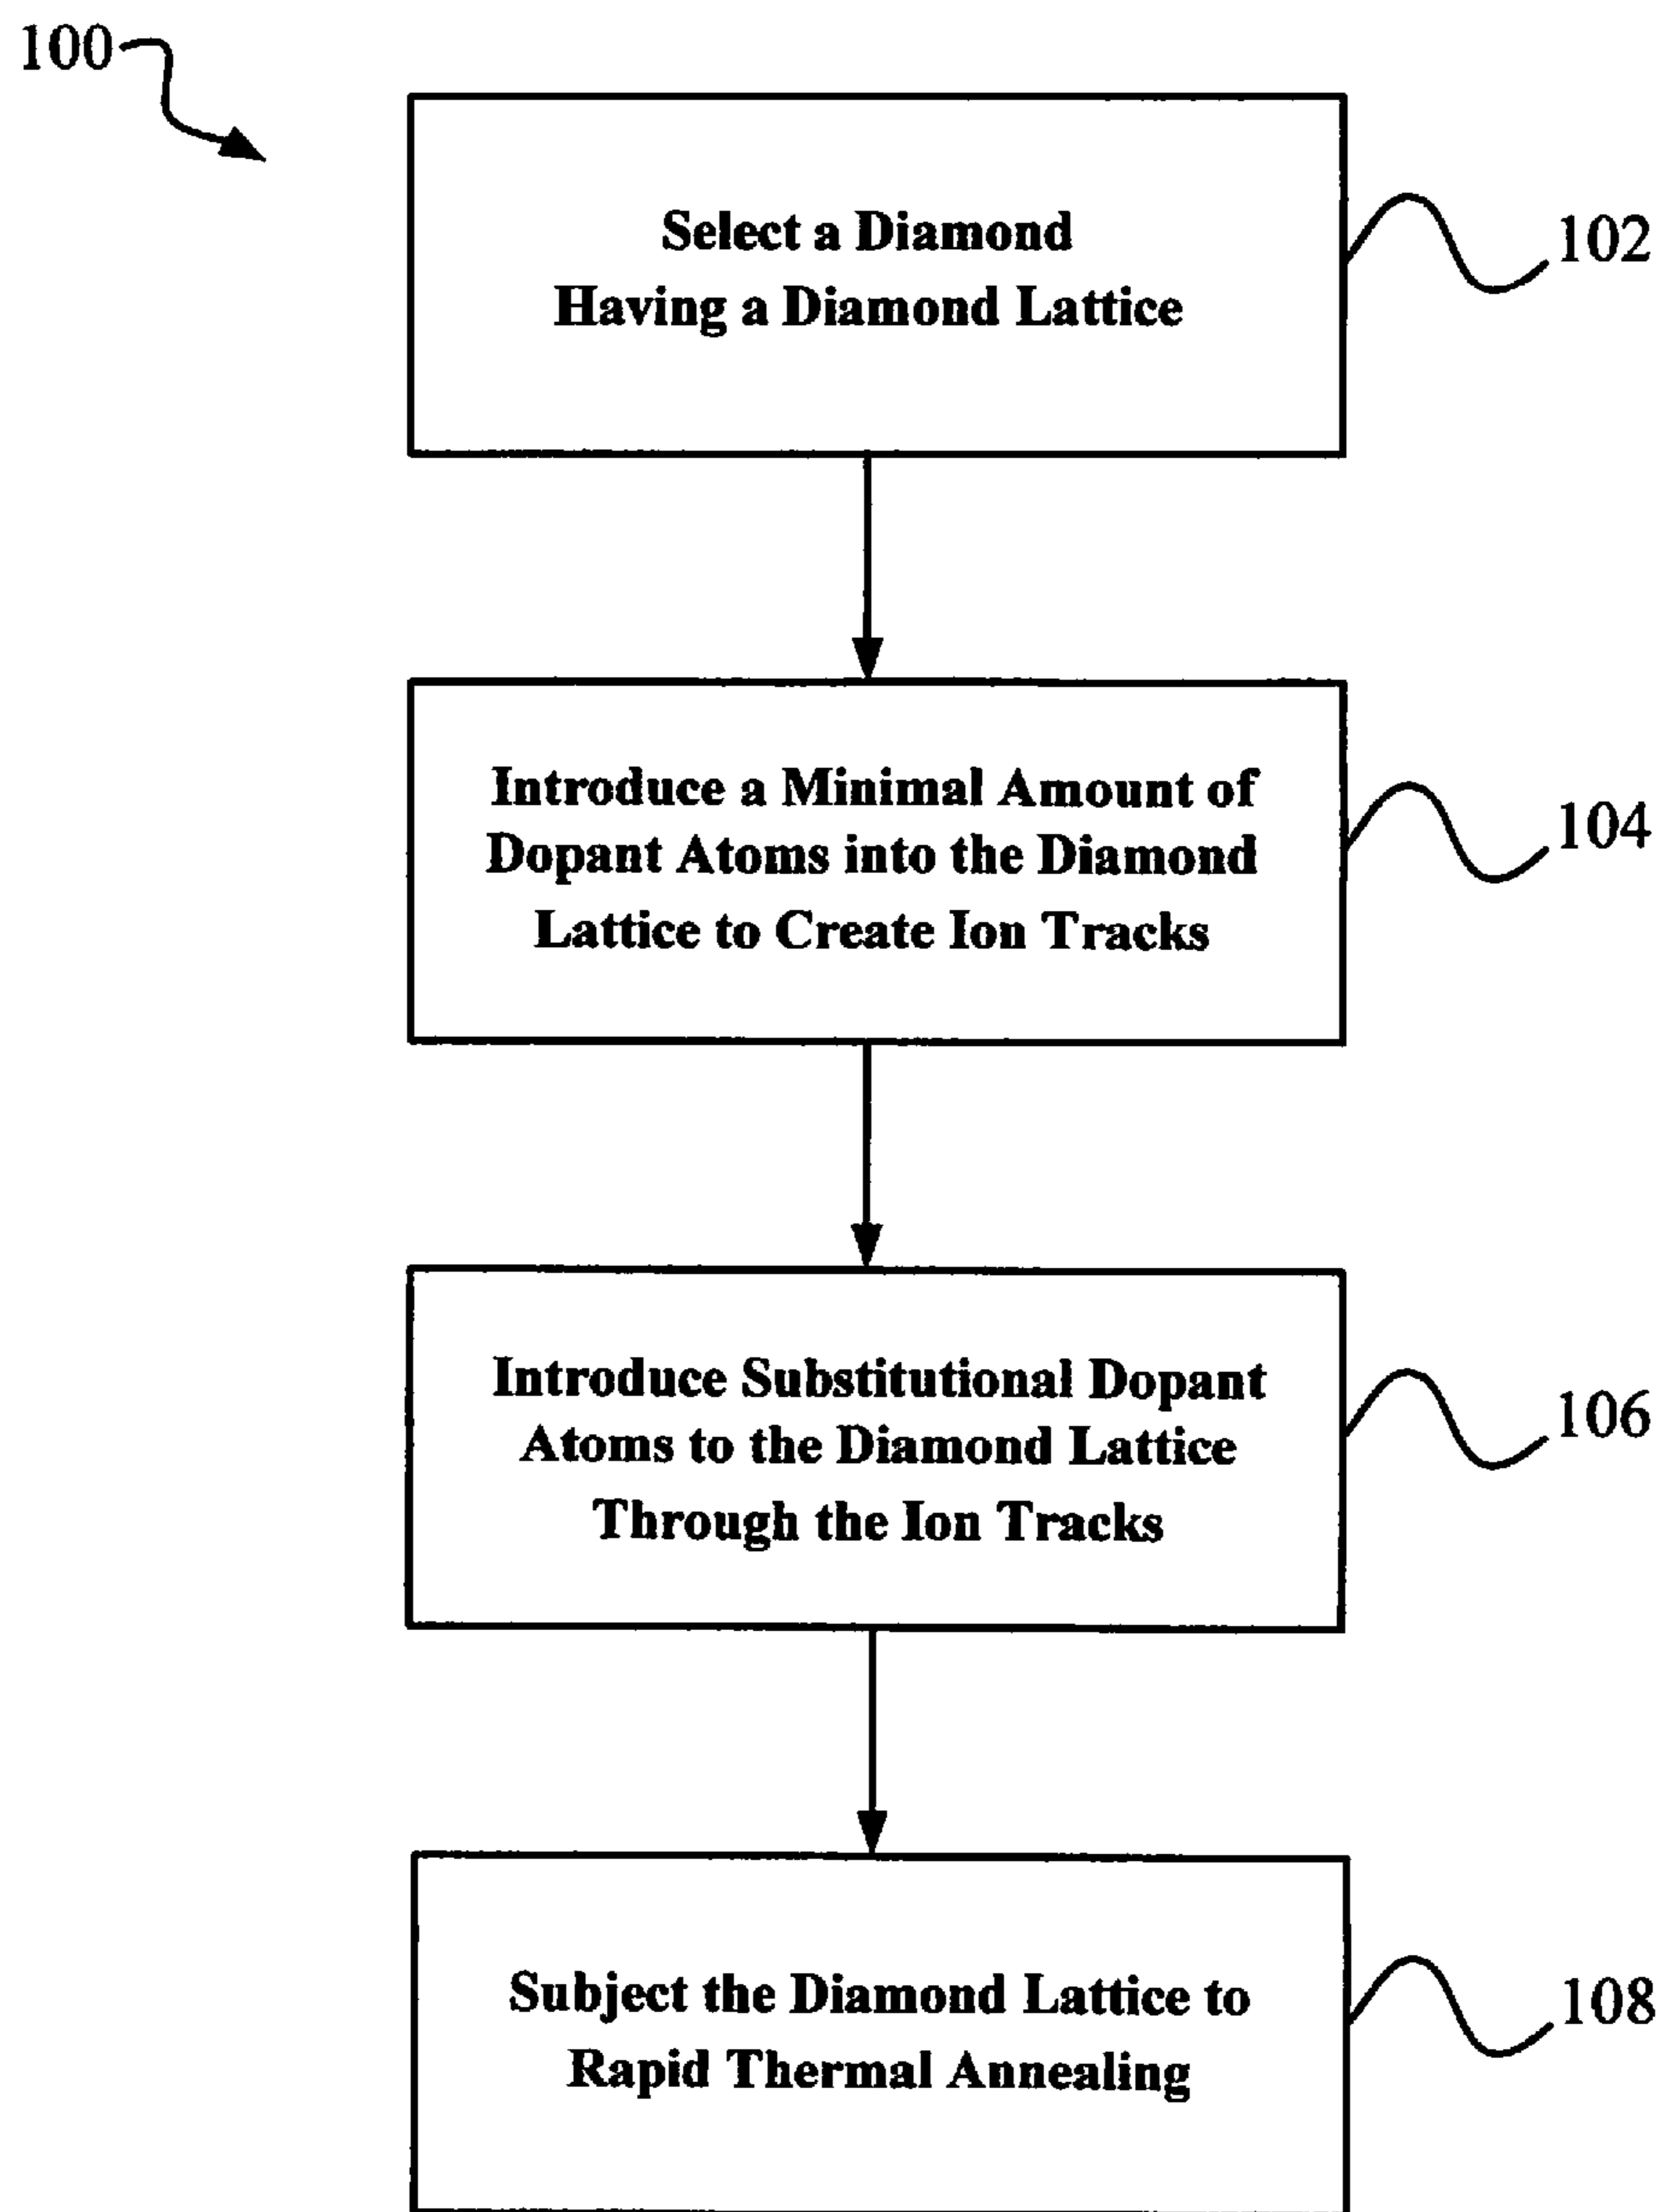 100
Select a Diamond
Having a Diamond Lattice
102
Introduce a Minimal Amount of
Dopant Atoms into the Diamond
Lattice to Create Ion Tracks
104
Introduce Substitutional Dopant
Atoms to the Diamond Lattice
Through the Ion Tracks
106
Subject the Diamond Lattice to
Rapid Thermal Annealing
108